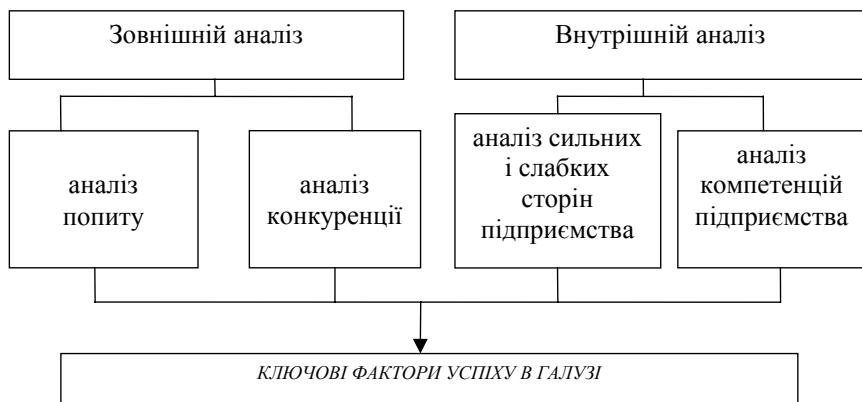 Зовнішній аналіз
Внутрішній аналіз
аналіз
попиту
аналіз
конкуренції
аналіз сильних
і слабких
сторін
підприємства
аналіз
компетенцій
підприємства
КЛЮЧОВІ ФАКТОРИ УСПІХУ В ГАЛУЗІ